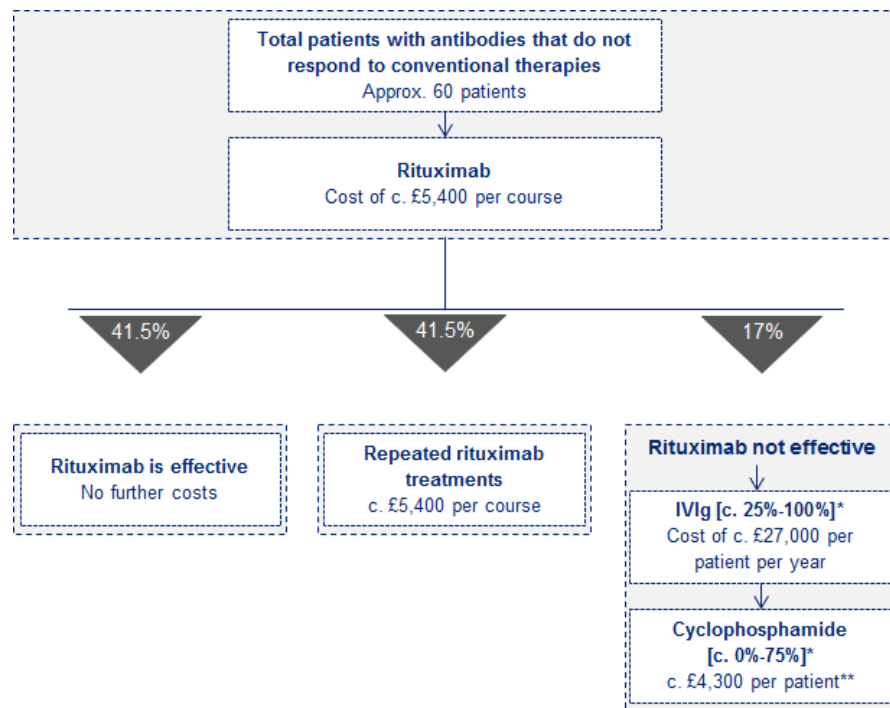 Total patients with antibodies that do not
respond to conventional therapies
Approx. 60 patients
Rituximab
Cost of c. £5,400 per course
41.5%
41.5%
17%
Rituximab is effective
No further costs
Repeated rituximab
treatments
c. £5,400 per course
Rituximab not effective
IVIg [c. 25%-100%]*
Cost of c. £27,000 per
patient per year
Cyclophosphamide
[c. 0%-75%]*
c. £4,300 per patient**